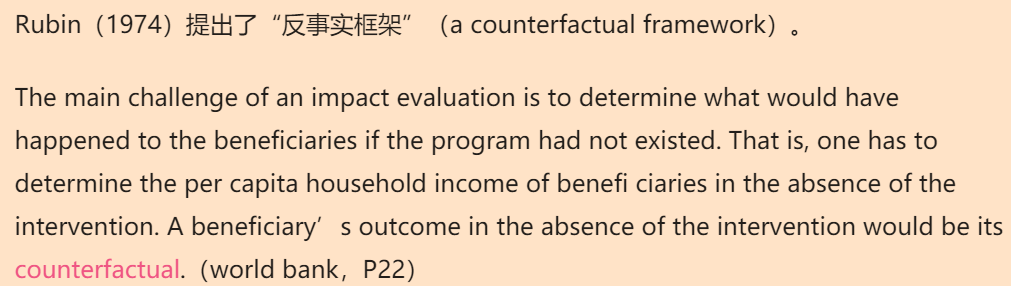 Rubin（1974）提出了“反事实框架”（a counterfactual framework）。
The main challenge of an impact evaluation is to determine what would have
happened to the beneficiaries if the program had not existed. That is, one has to
determine the per capita household income of benefi ciaries in the absence of the
intervention. A beneficiary’s outcome in the absence of the intervention would be its
counterfactual.（world bank，P22）